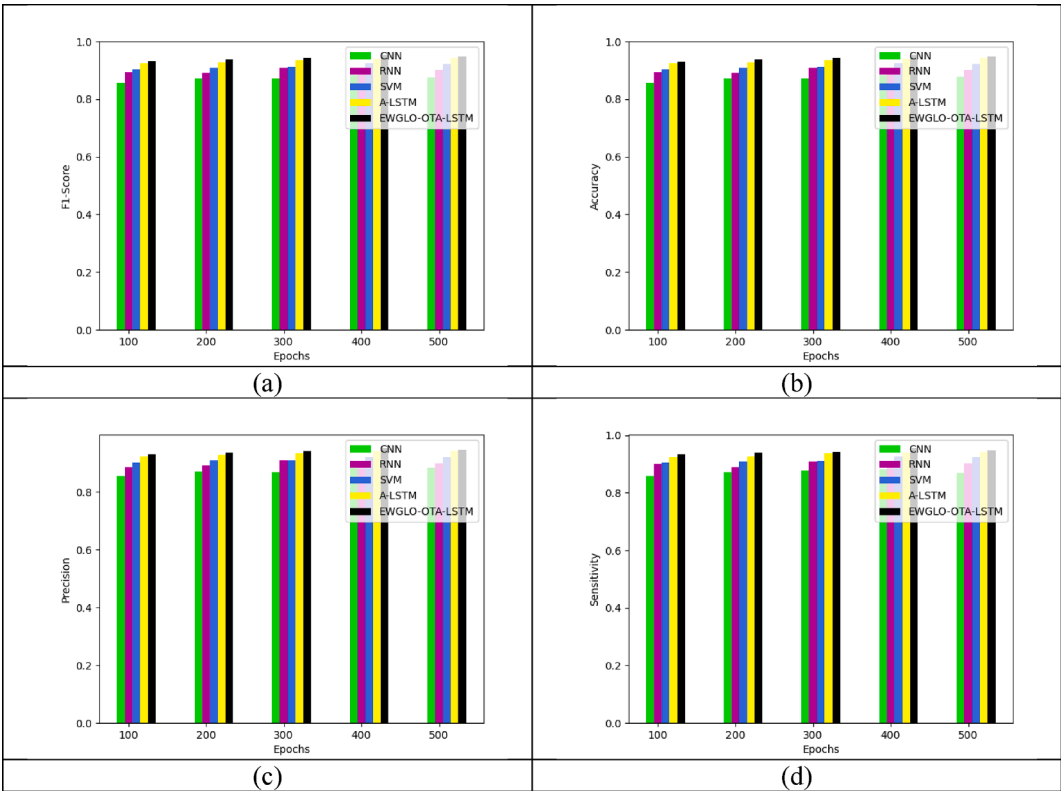 1.0
0.8
0.6
0.4
0.2
0.0
F1-Score
CNN
RNN
SVM
A-LSTM
EWGLO-OTA-LSTM
100 200 300 400 500
Epochs
(a)
1.0
0.8
0.6
0.4
0.2
0.0
Accuracy
CNN
RNN
SVM
A-LSTM
EWGLO-OTA-LSTM
100 200 300 400 500
Epochs
(b)
0.8
0.6
0.4
0.2
0.0
Precision
CNN
RNN
SVM
A-LSTM
EWGLO-OTA-LSTM
100 200 300 400 500
Epochs
(c)
1.0
0.8
0.6
0.4
0.2
0.0
Sensitivity
CNN
RNN
SVM
A-LSTM
EWGLO-OTA-LSTM
100 200 300 400 500
Epochs
(d)